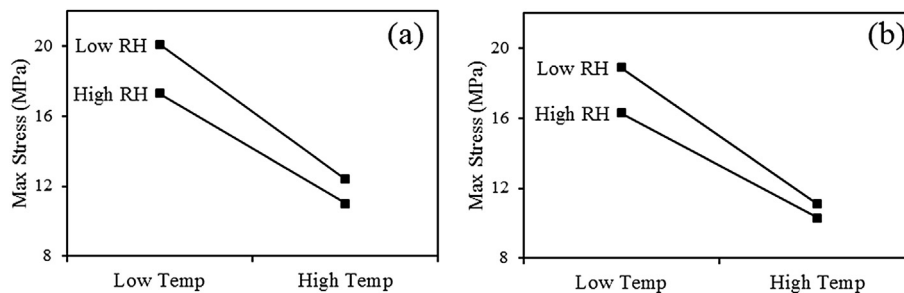 (a)
Max Stress (MPa)
20
16
12
8
Low RH
High RH
Low Temp
High Temp
(b)
Max Stress (MPa)
20
16
12
8
Low RH
High RH
Low Temp
High Temp